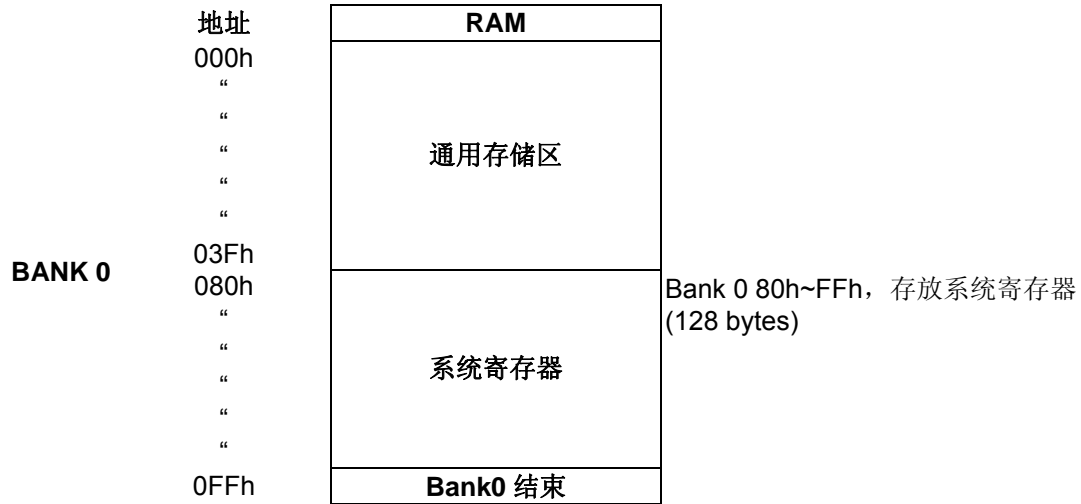 地址 RAM
000h
“
“
“ 通用存储区
“
“
03Fh
BANK 0
080h Bank 0 80h~FFh，存放系统寄存器
“ (128 bytes)
“
“ 系统寄存器
“
“
0FFh Bank0 结束